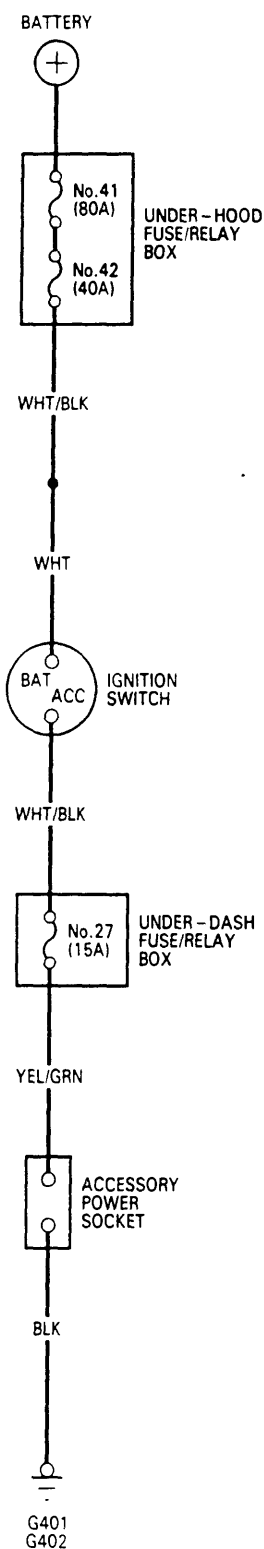 BATTERY
+
No.41
(80A)
UNDER-HOOD
FUSE/RELAY
BOX
No.42
(40A)
WHT/BLK
WHT
BAT
ACC
IGNITION
SWITCH
WHT/BLK
No.27
(15A)
UNDER-DASH
FUSE/RELAY
BOX
YEL/GRN
ACCESSORY
POWER
SOCKET
BLK
G401
G402